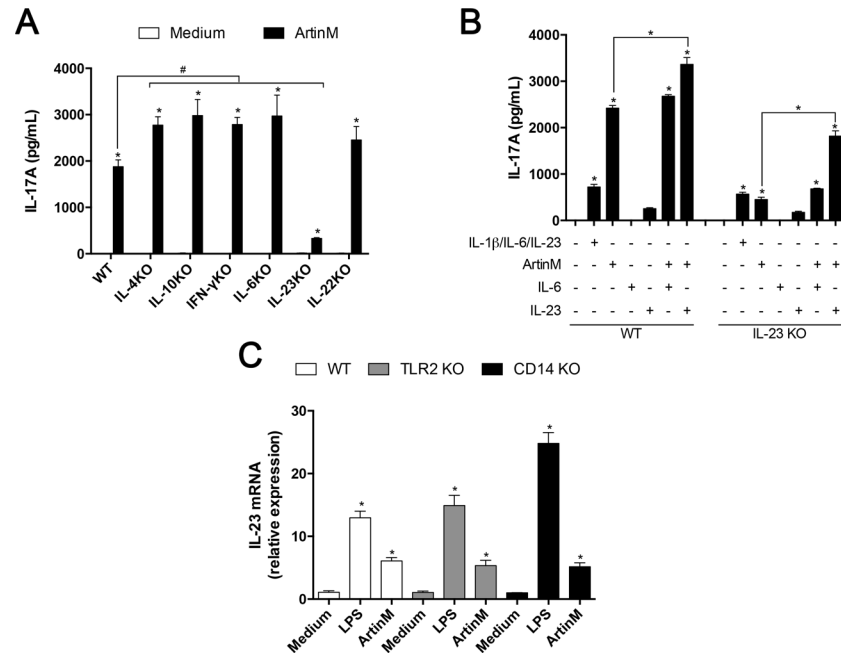 A
Medium ArtinM
#
4000
3000
2000
1000
0
IL-17A (pg/mL)
* * * * * * *
WT IL-4KO IL-10KO IFN-γKO IL-6KO IL-23KO IL-22KO
B
4000
3000
2000
1000
0
IL-17A (pg/mL)
* *
* * * * * * * *
IL-1β/IL-6/IL-23 - + - - - - - - + - - - - -
ArtinM - - + - - + + - - + - - + +
IL-6 - - - + - + - - - - + - + -
IL-23 - - - - + - + - - - - + - +
WT IL-23 KO
C
WT TLR2 KO CD14 KO
30
20
10
0
IL-23 mRNA
(relative expression)
* * * * * *
Medium LPS ArtinM Medium LPS ArtinM Medium LPS ArtinM